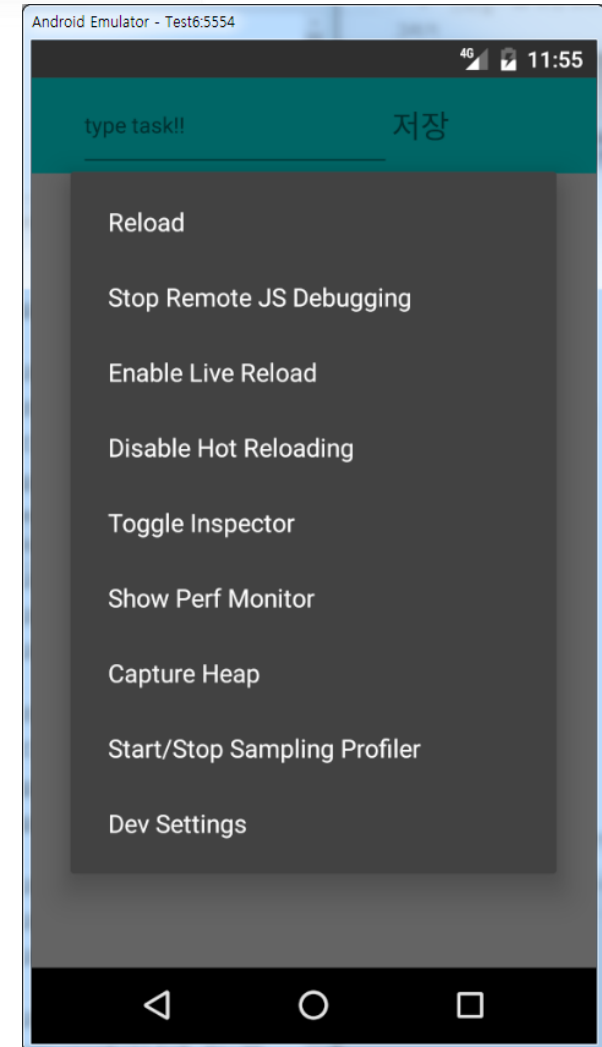 Android Emulator - Test6:5554
4G 11:55
type task!! 저장
Reload
Stop Remote JS Debugging
Enable Live Reload
Disable Hot Reloading
Toggle Inspector
Show Perf Monitor
Capture Heap
Start/Stop Sampling Profiler
Dev Settings